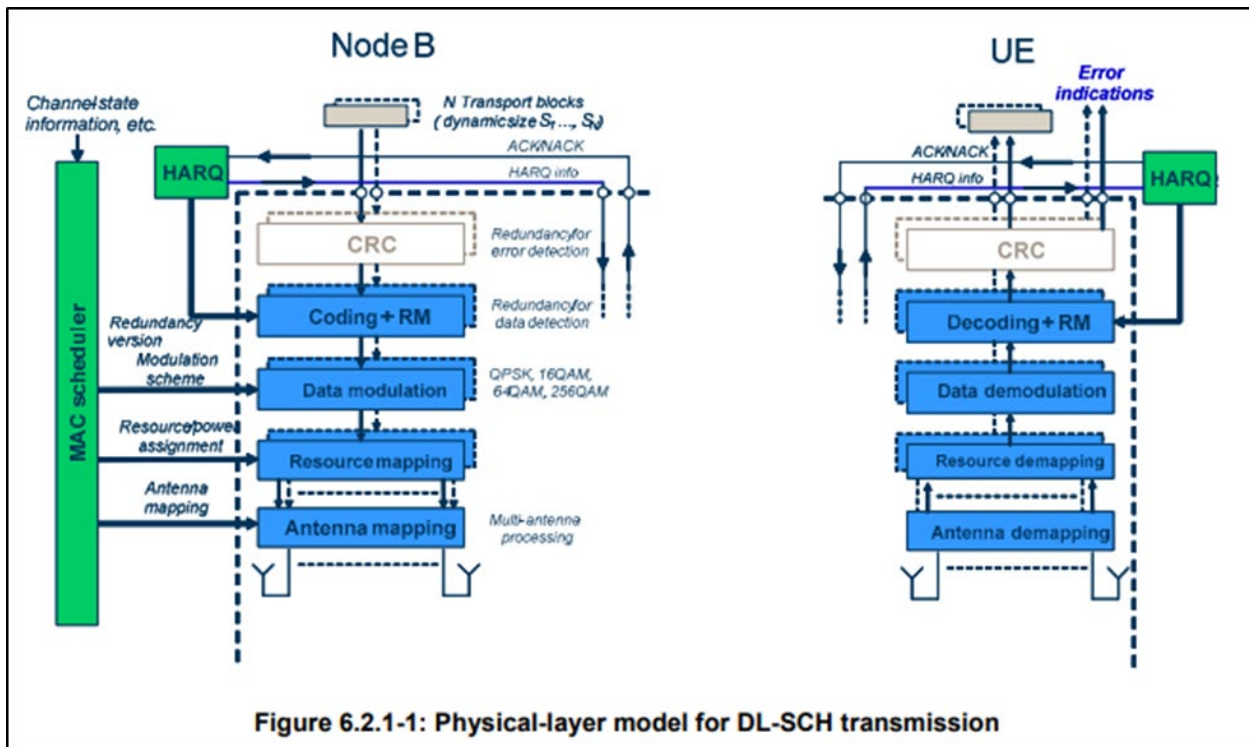 Node B
UE
Channel-state
information, etc.
N Transport blocks
(dynamic size S1 ..., SN)
Error
indications
ACK/NACK
HARQ
HARQ info
ACK/NACK
HARQ info
HARQ
CRC
Redundancy for
error detection
CRC
Coding + RM
Redundancy for
data detection
Decoding + RM
MAC scheduler
Redundancy
version
Modulation
scheme
Data modulation
QPSK, 16QAM,
64QAM, 256QAM
Data demodulation
Resource/power
assignment
Resource mapping
Resource demapping
Antenna
mapping
Antenna mapping
Multi-antenna
processing
Antenna demapping
Figure 6.2.1-1: Physical-layer model for DL-SCH transmission